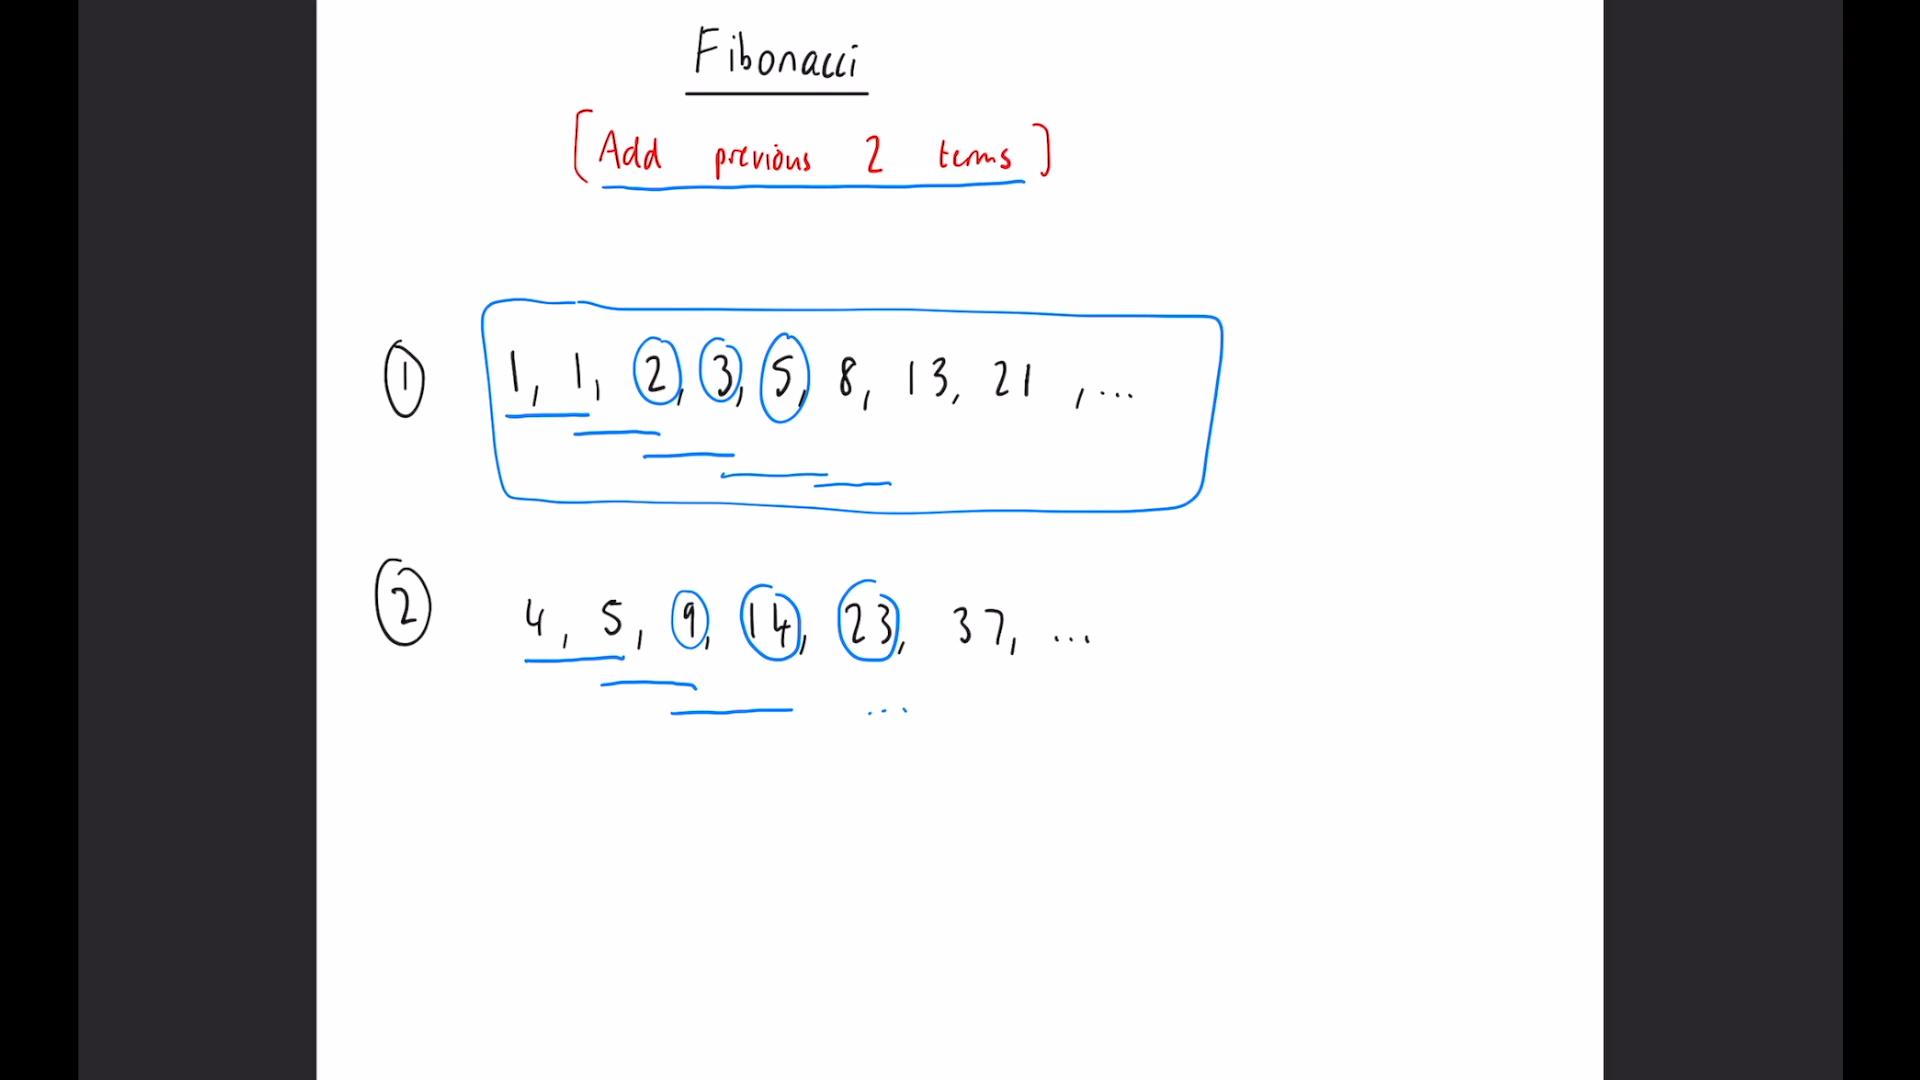 Fibonacci
[Add previous 2 terms]
① 1, 1, 2, 3, 5, 8, 13, 21, ...
② 4, 5, 9, 14, 23, 37, ...
...